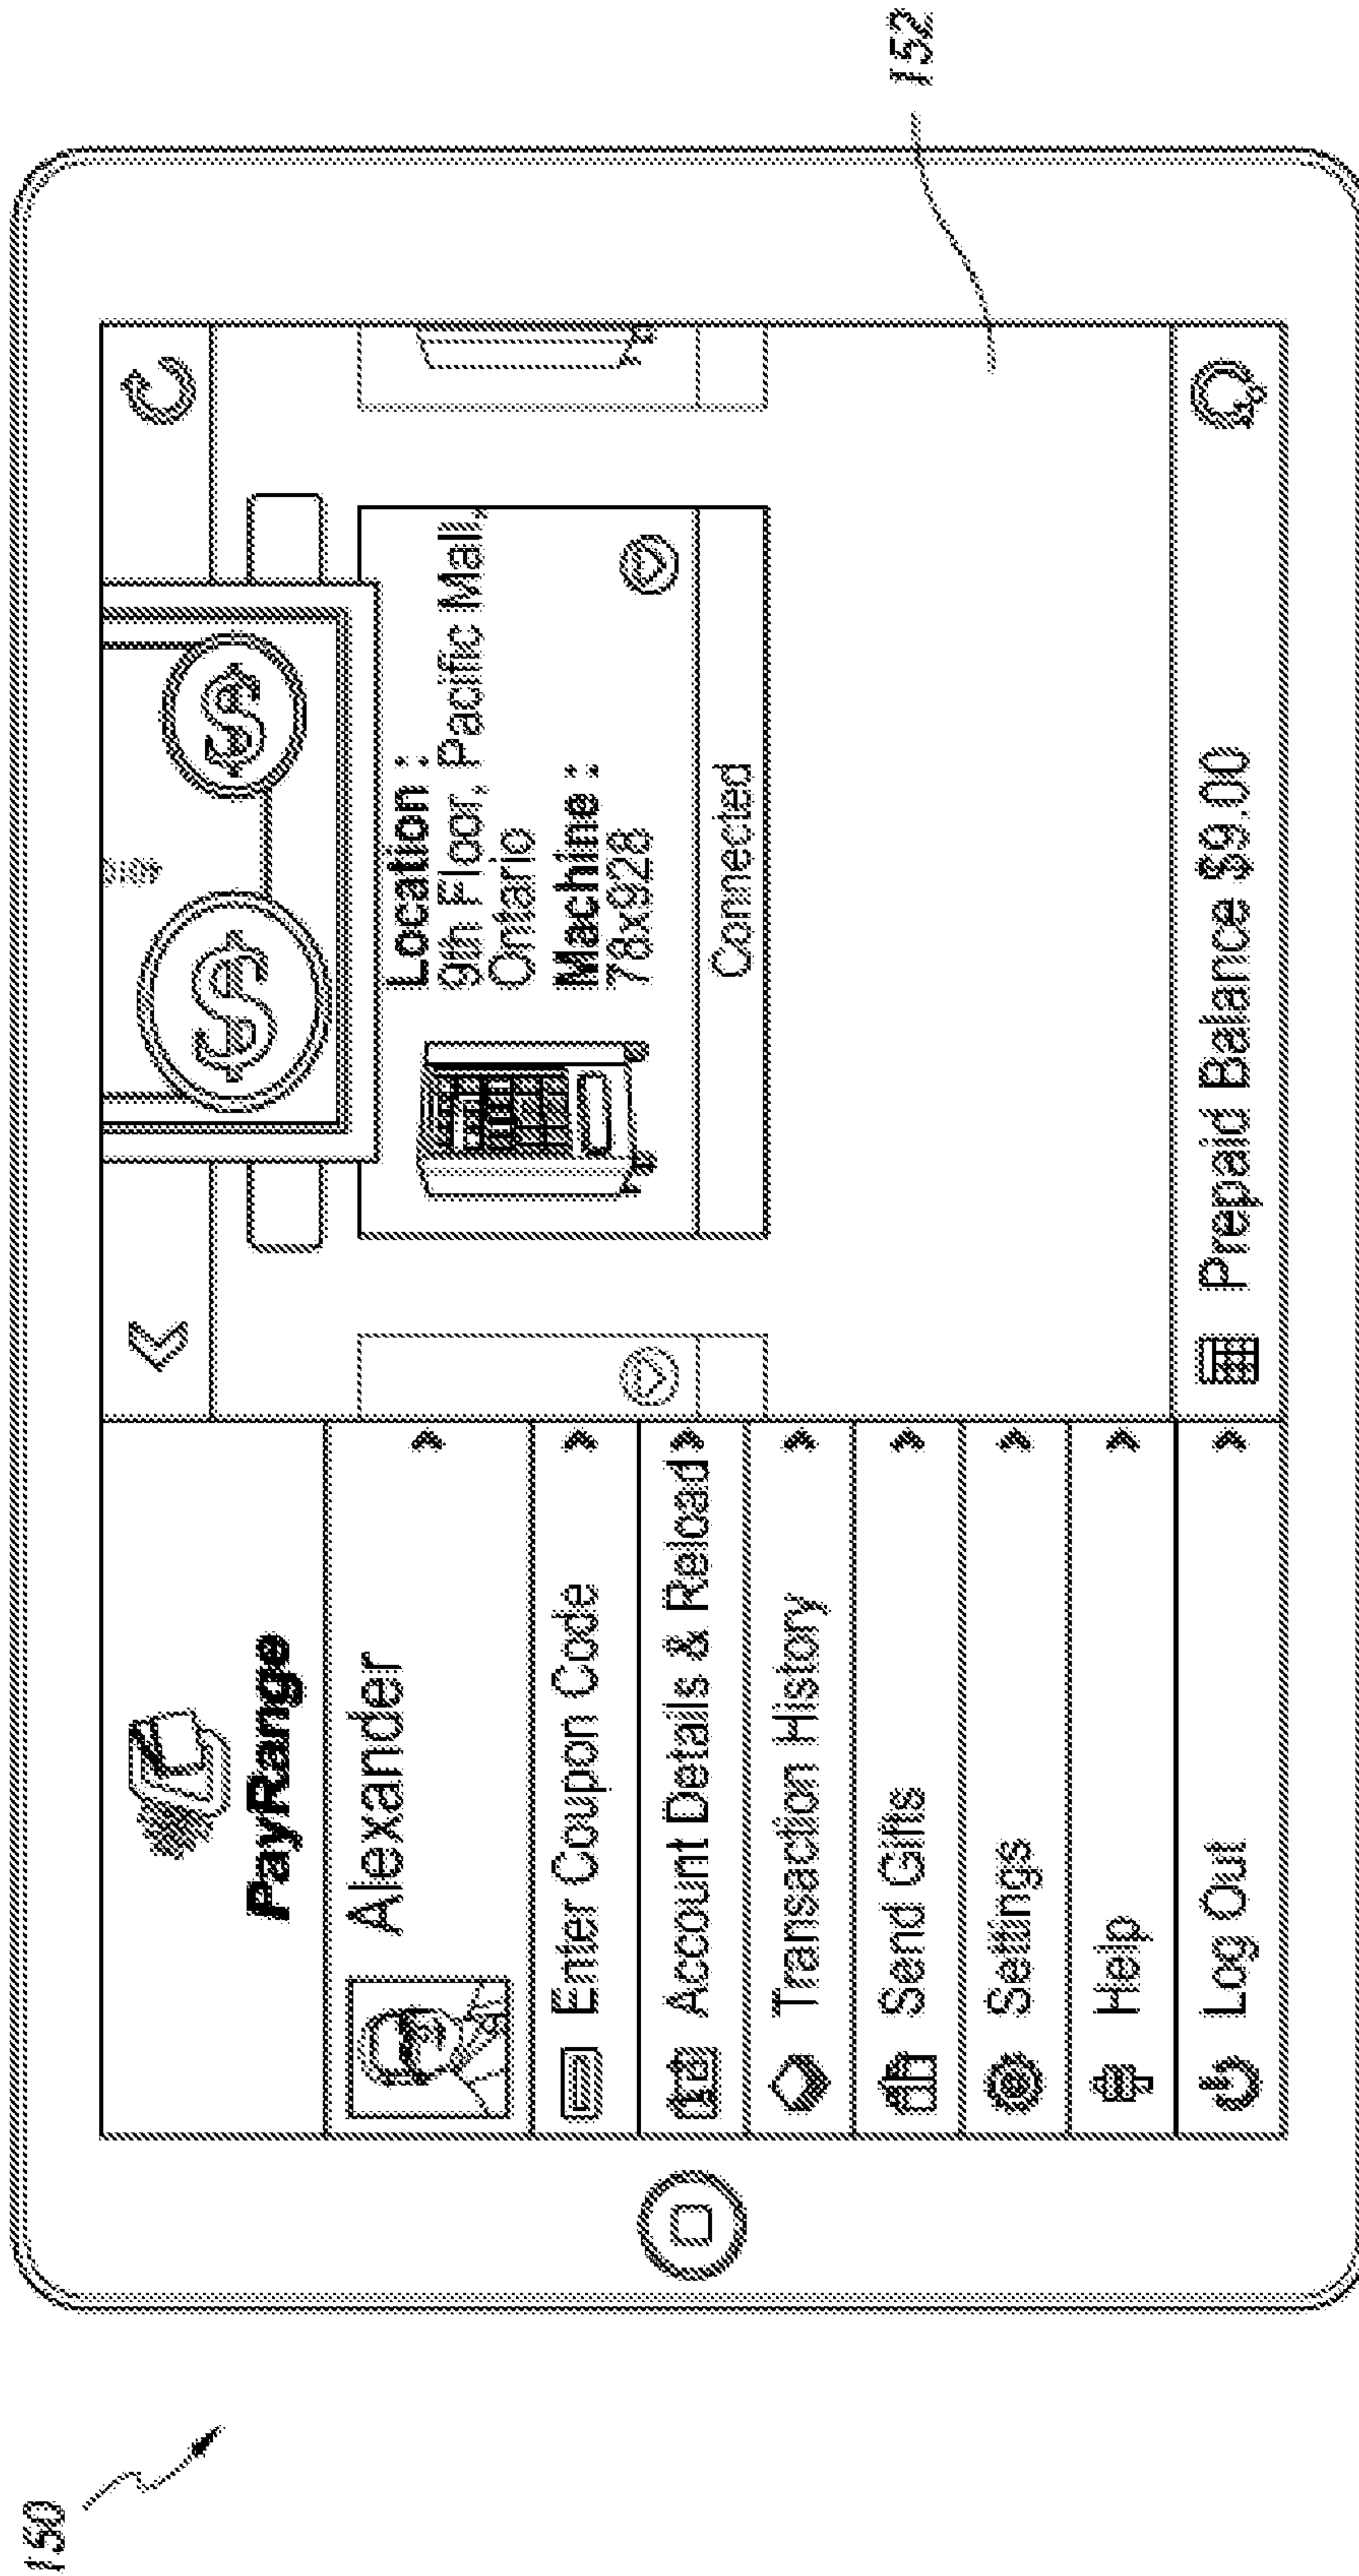 150
152
PayRange
Alexander
Enter Coupon Code
Account Details & Reload
Transaction History
Send Gifts
Settings
Help
Log Out
$ $
Location :
9th Floor, Pacific Mall,
Ontario
Machine :
78x928
Connected
Prepaid Balance $9.00